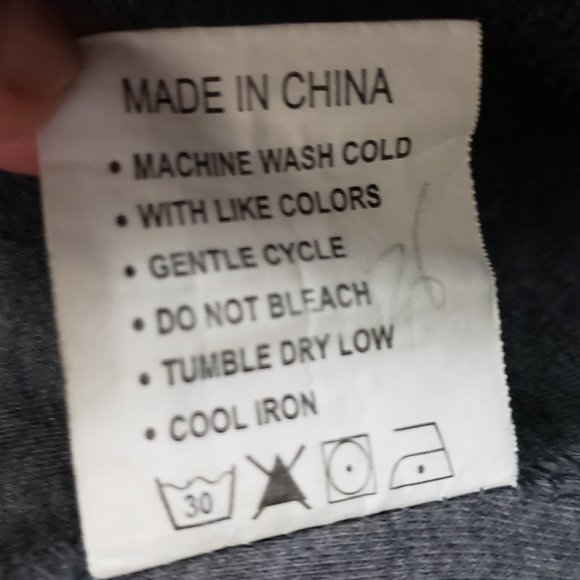 MADE IN CHINA
• MACHINE WASH COLD
• WITH LIKE COLORS
• GENTLE CYCLE
• DO NOT BLEACH
• TUMBLE DRY LOW
• COOL IRON
30